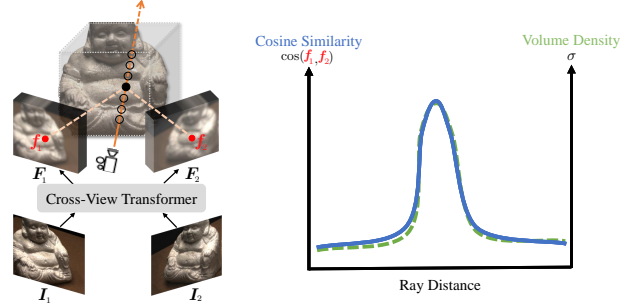 f₁
f₂
F₁
F₂
Cross-View Transformer
I₁
I₂
Cosine Similarity
cos(f₁,f₂)
Volume Density
σ
Ray Distance